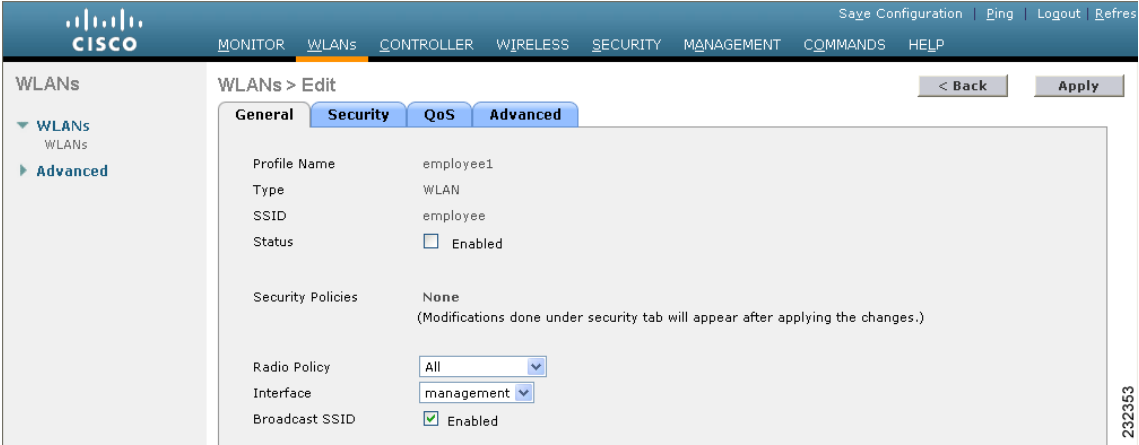 Save Configuration | Ping | Logout | Refres
CISCO
MONITOR WLANs CONTROLLER WIRELESS SECURITY MANAGEMENT COMMANDS HELP
WLANs
WLANs
WLANs
Advanced
WLANs > Edit
< Back
Apply
General Security QoS Advanced
Profile Name employee1
Type WLAN
SSID employee
Status Enabled
Security Policies None
(Modifications done under security tab will appear after applying the changes.)
Radio Policy All
Interface management
Broadcast SSID Enabled
232353